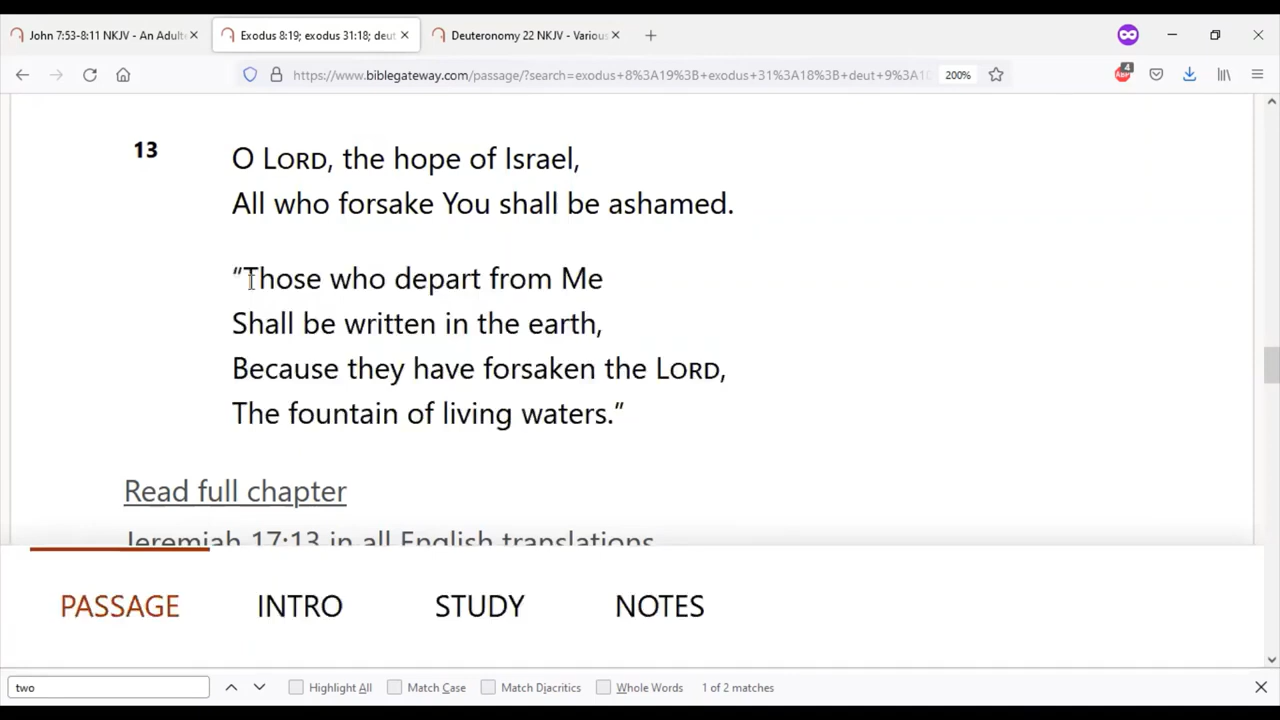 John 7:53-8:11 NKJV - An Adult
Exodus 8:19; exodus 31:18; deut
Deuteronomy 22 NKJV - Various
https://www.biblegateway.com/passage/?search=exodus+8%3A19%3B+exodus+31%3A18%3B+deut+9%3A1
200%
4
13
O LORD, the hope of Israel,
All who forsake You shall be ashamed.
“Those who depart from Me
Shall be written in the earth,
Because they have forsaken the LORD,
The fountain of living waters.”
Read full chapter
Jeremiah 17:13 in all English translations
PASSAGE INTRO STUDY NOTES
two
Highlight All Match Case Match Diacritics Whole Words 1 of 2 matches